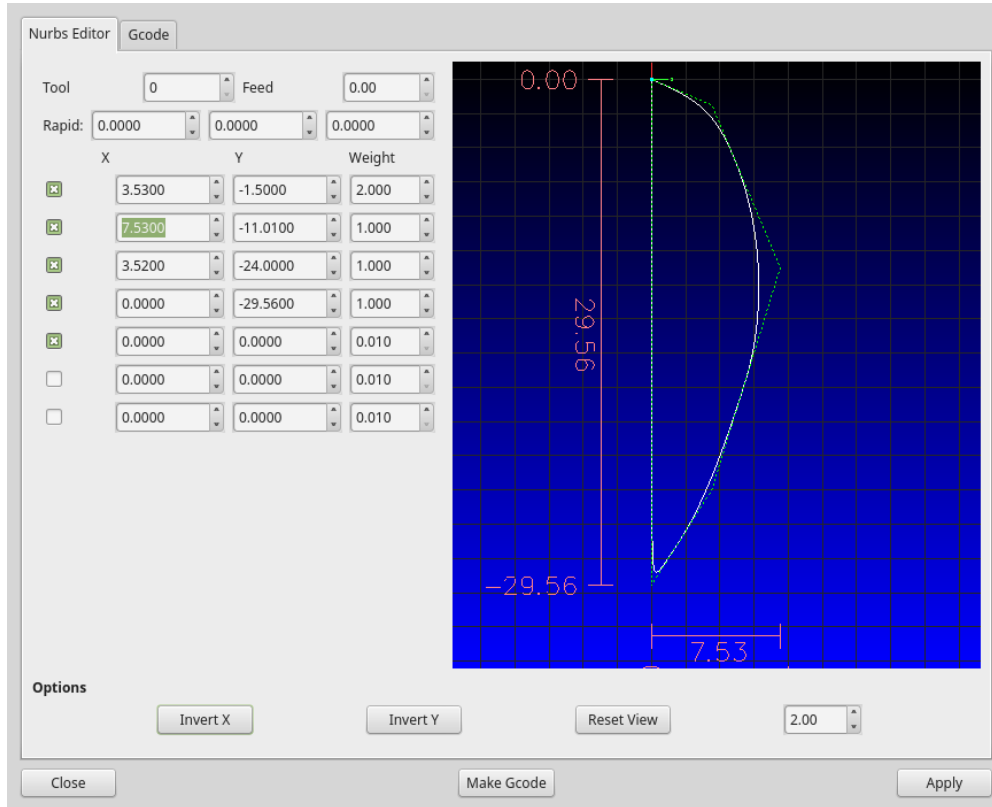 Nurbs Editor Gcode
Tool 0 Feed 0.00
Rapid: 0.0000 0.0000 0.0000
X Y Weight
3.5300 -1.5000 2.000
7.5300 -11.0100 1.000
3.5200 -24.0000 1.000
0.0000 -29.5600 1.000
0.0000 0.0000 0.010
0.0000 0.0000 0.010
0.0000 0.0000 0.010
0.00
29.56
-29.56
7.53
Options
Invert X Invert Y Reset View 2.00
Close Make Gcode Apply